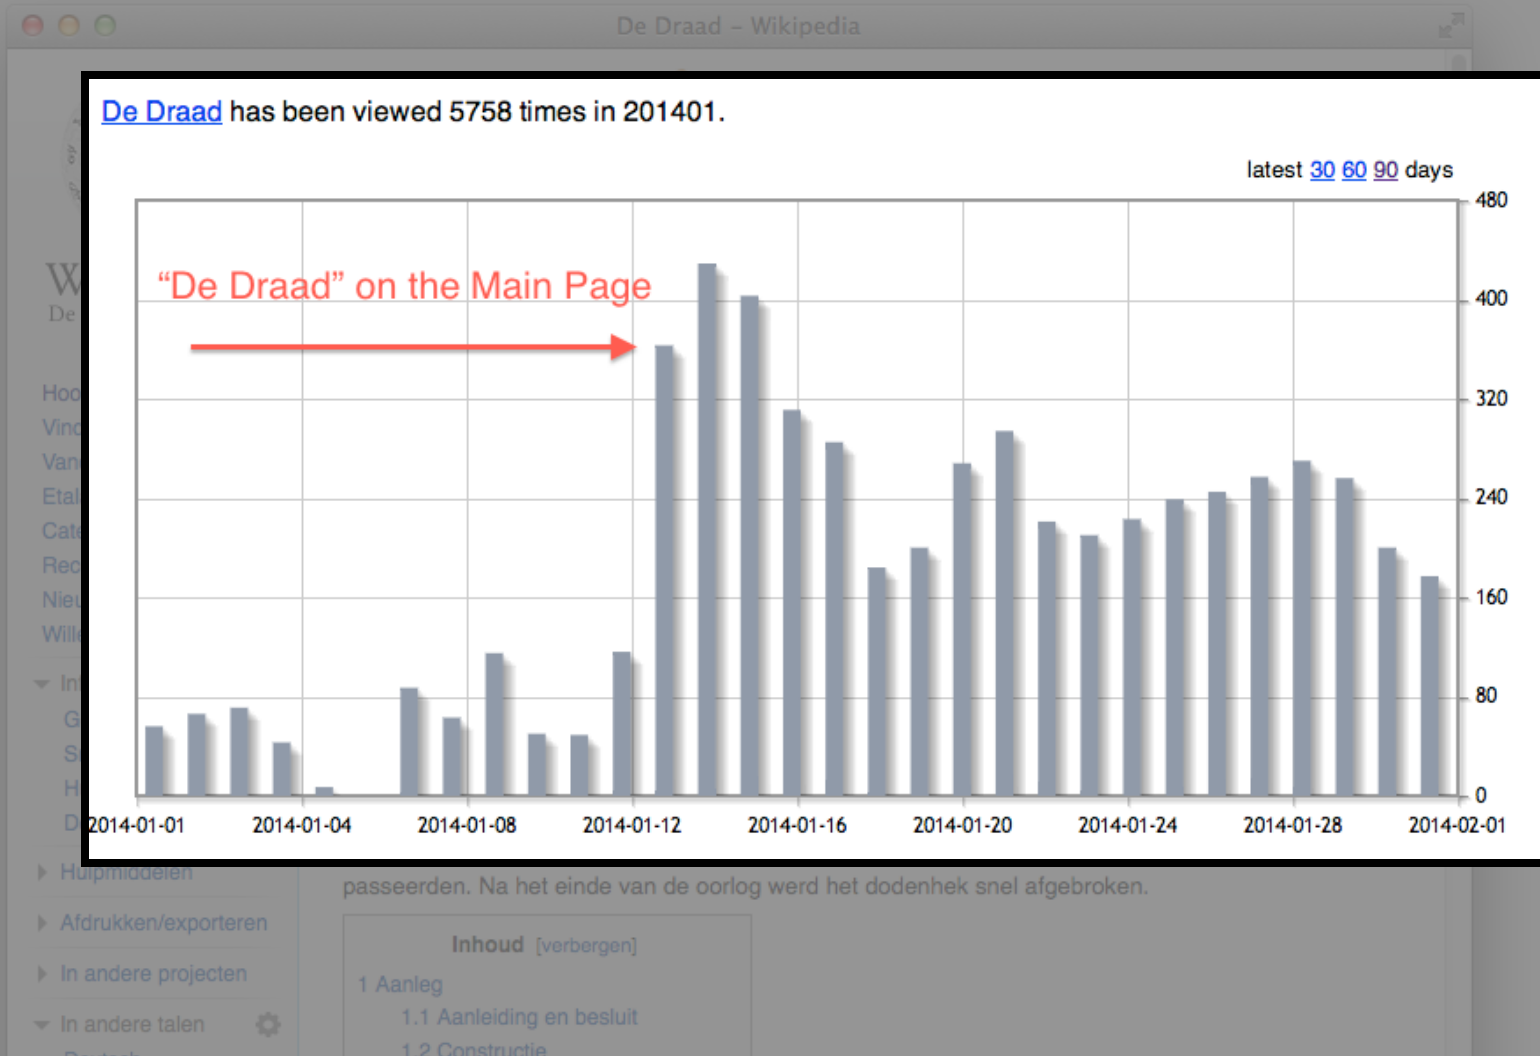 De Draad – Wikipedia
De Draad has been viewed 5758 times in 201401.
latest 30 60 90 days
480
“De Draad” on the Main Page
400
320
240
160
80
0
2014-01-01 2014-01-04 2014-01-08 2014-01-12 2014-01-16 2014-01-20 2014-01-24 2014-01-28 2014-02-01
W
De
Hulpmiddelen
Afdrukken/exporteren
In andere projecten
In andere talen
passeerden. Na het einde van de oorlog werd het dodenhek snel afgebroken.
Inhoud [verbergen]
1 Aanleg
1.1 Aanleiding en besluit
1.2 Constructie